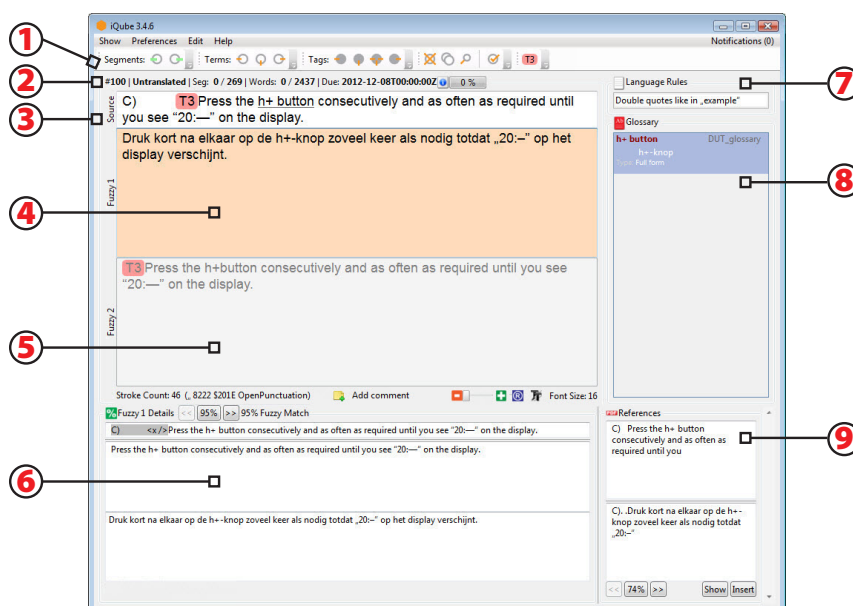 iQube 3.4.6
Show Preferences Edit Help Notifications (0)
Segments: Terms: Tags: T3
#100 | Untranslated | Seg: 0 / 269 | Words: 0 / 2437 | Due: 2012-12-08T00:00:00Z 0 %
Source
C) T3 Press the h+ button consecutively and as often as required until
you see “20:—” on the display.
Fuzzy 1
Druk kort na elkaar op de h+-knop zoveel keer als nodig totdat „20:–” op het
display verschijnt.
Fuzzy 2
T3 Press the h+button consecutively and as often as required until you see
“20:—” on the display.
Stroke Count: 46 („ 8222 $201E OpenPunctuation) Add comment Font Size: 16
Language Rules
Double quotes like in „example”
Glossary
h+ button DUT_glossary
h+-knop
Type: Full form
% Fuzzy 1 Details << 95% >> 95% Fuzzy Match
C) <x />Press the h+ button consecutively and as often as required until you see “20:—” on the display.
Press the h+ button consecutively and as often as required until you see “20:—” on the display.
Druk kort na elkaar op de h+-knop zoveel keer als nodig totdat „20:–” op het display verschijnt.
PDF References
C) Press the h+ button
consecutively and as often as
required until you
C). .Druk kort na elkaar op de h+-
knop zoveel keer als nodig totdat
„20:–”
<< 74% >> Show Insert
1
2
3
4
5
6
7
8
9